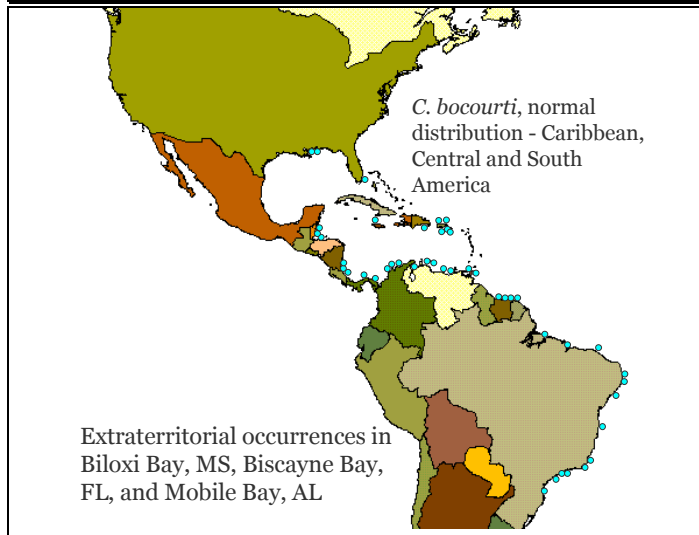 C. bocourti, normal
distribution - Caribbean,
Central and South
America
Extraterritorial occurrences in
Biloxi Bay, MS, Biscayne Bay,
FL, and Mobile Bay, AL